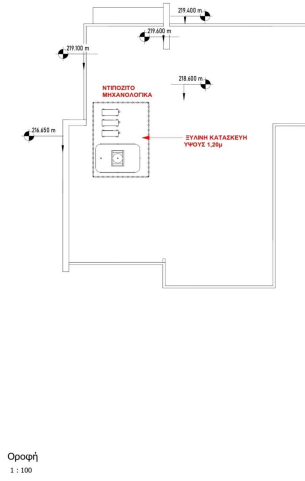 219.400 m
219.600 m
219.100 m
218.600 m
ΝΤΙΠΟΖΙΤΟ
ΜΗΧΑΝΟΛΟΓΙΚΑ
216.650 m
ΞΥΛΙΝΗ ΚΑΤΑΣΚΕΥΗ
ΥΨΟΥΣ 1,20μ
Οροφή
1 : 100